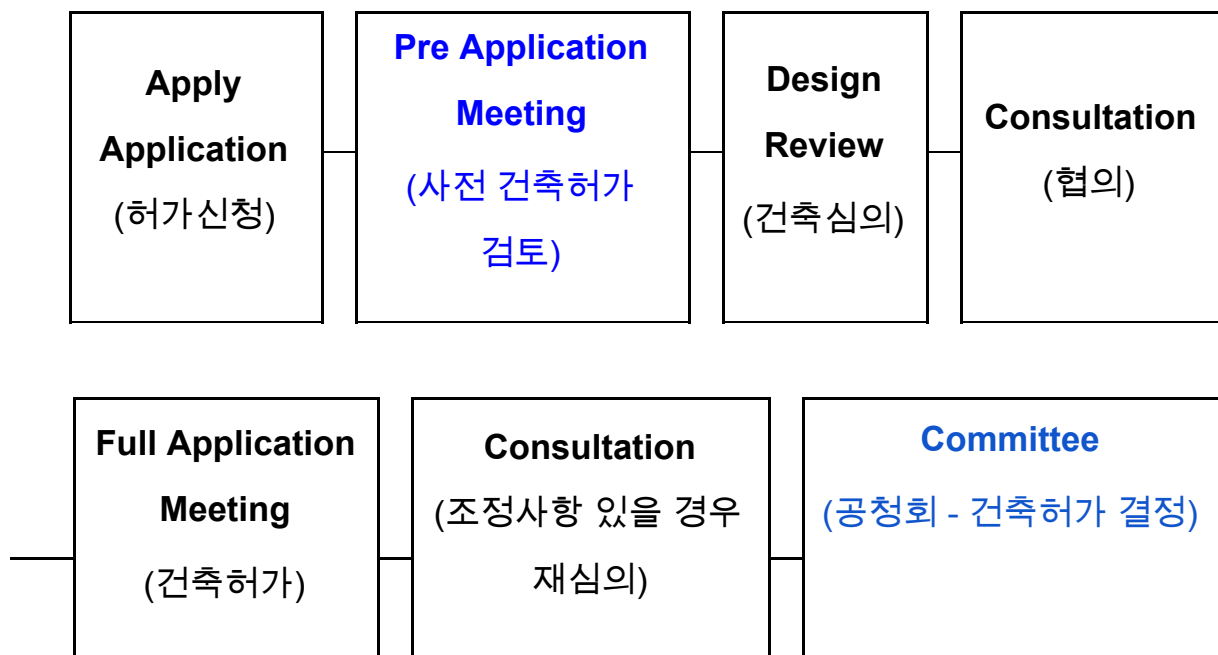 Apply
Application
(허가신청)
Pre Application
Meeting
(사전 건축허가
검토)
Design
Review
(건축심의)
Consultation
(협의)
Full Application
Meeting
(건축허가)
Consultation
(조정사항 있을 경우
재심의)
Committee
(공청회 - 건축허가 결정)